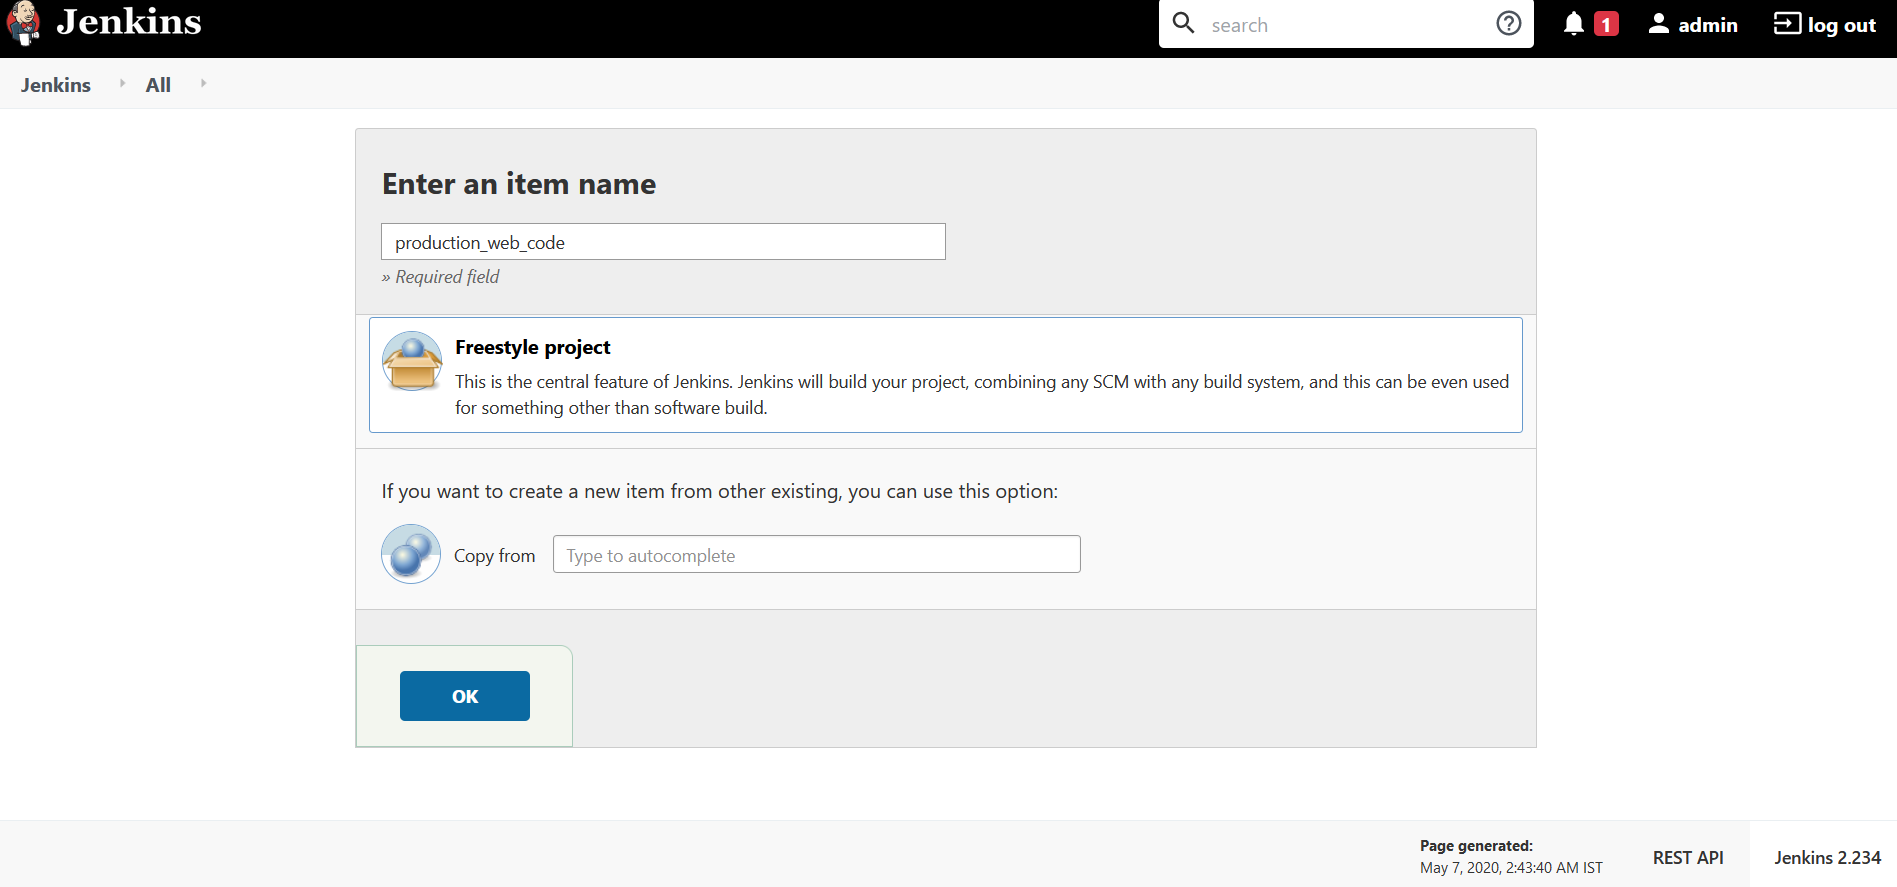 Jenkins
search
1
admin
log out
Jenkins
All
Enter an item name
production_web_code
» Required field
Freestyle project
This is the central feature of Jenkins. Jenkins will build your project, combining any SCM with any build system, and this can be even used
for something other than software build.
If you want to create a new item from other existing, you can use this option:
Copy from
Type to autocomplete
OK
Page generated:
May 7, 2020, 2:43:40 AM IST
REST API
Jenkins 2.234